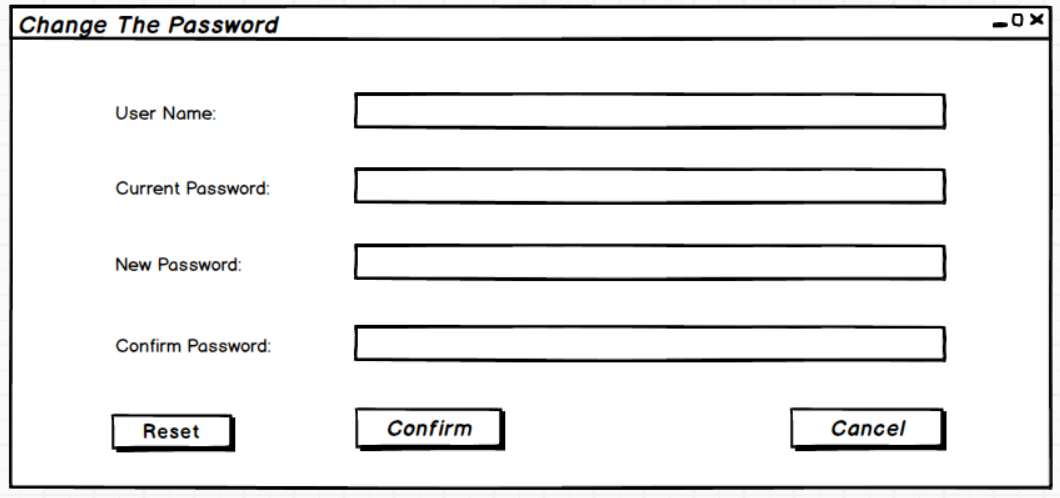 Change The Password
User Name:
Current Password:
New Password:
Confirm Password:
Reset Confirm Cancel